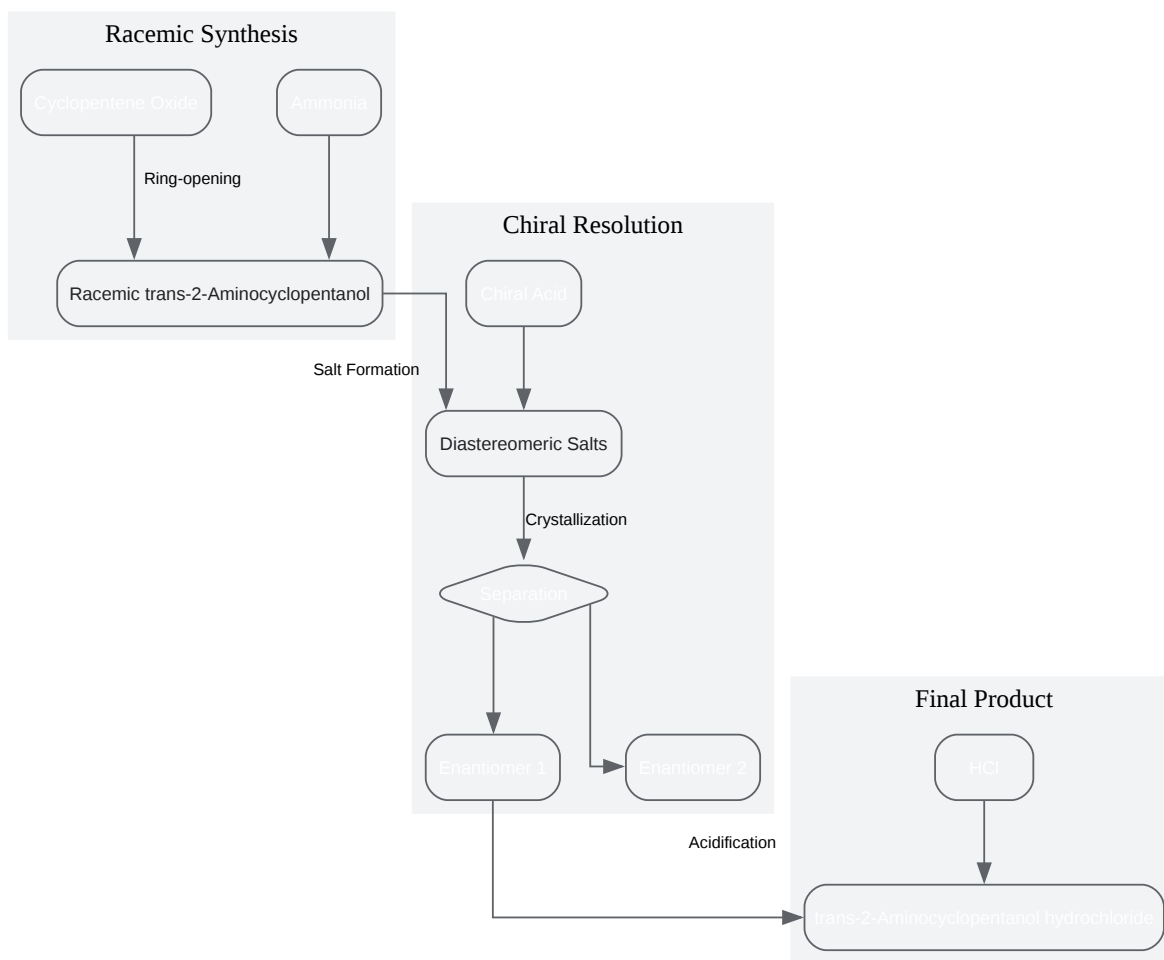 Racemic Synthesis
Cyclopentene Oxide
Ammonia
Ring-opening
Racemic trans-2-Aminocyclopentanol
Chiral Resolution
Chiral Acid
Salt Formation
Diastereomeric Salts
Crystallization
Separation
Enantiomer 1
Enantiomer 2
Final Product
HCl
Acidification
trans-2-Aminocyclopentanol hydrochloride